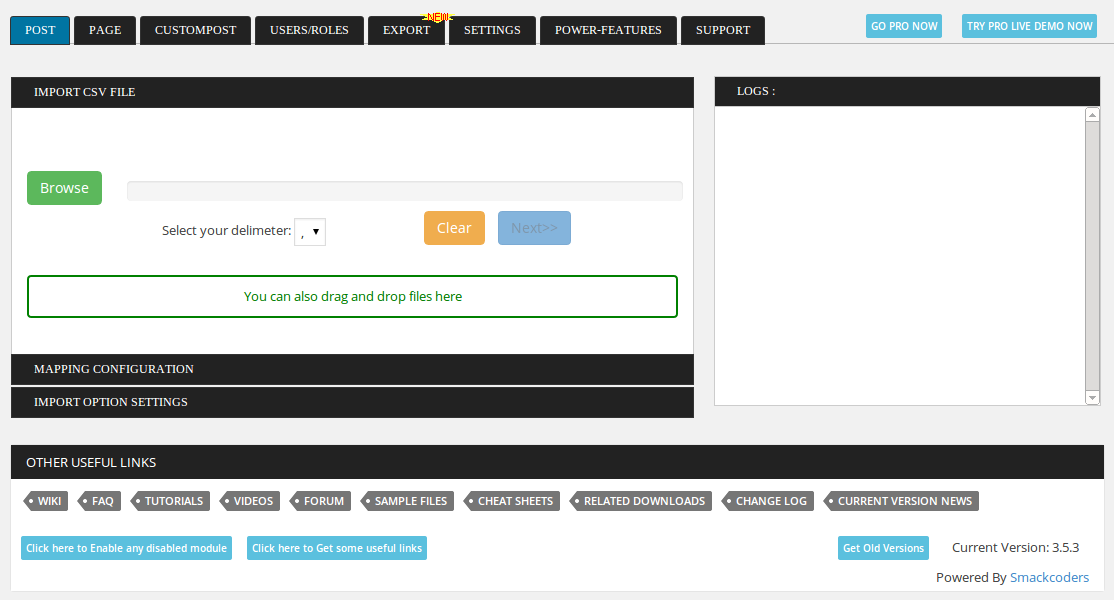 NEW
POST PAGE CUSTOMPOST USERS/ROLES EXPORT SETTINGS POWER-FEATURES SUPPORT GO PRO NOW TRY PRO LIVE DEMO NOW
IMPORT CSV FILE
LOGS :
Browse
Select your delimeter: , Clear Next>>
You can also drag and drop files here
MAPPING CONFIGURATION
IMPORT OPTION SETTINGS
OTHER USEFUL LINKS
WIKI FAQ TUTORIALS VIDEOS FORUM SAMPLE FILES CHEAT SHEETS RELATED DOWNLOADS CHANGE LOG CURRENT VERSION NEWS
Click here to Enable any disabled module Click here to Get some useful links Get Old Versions Current Version: 3.5.3
Powered By Smackcoders